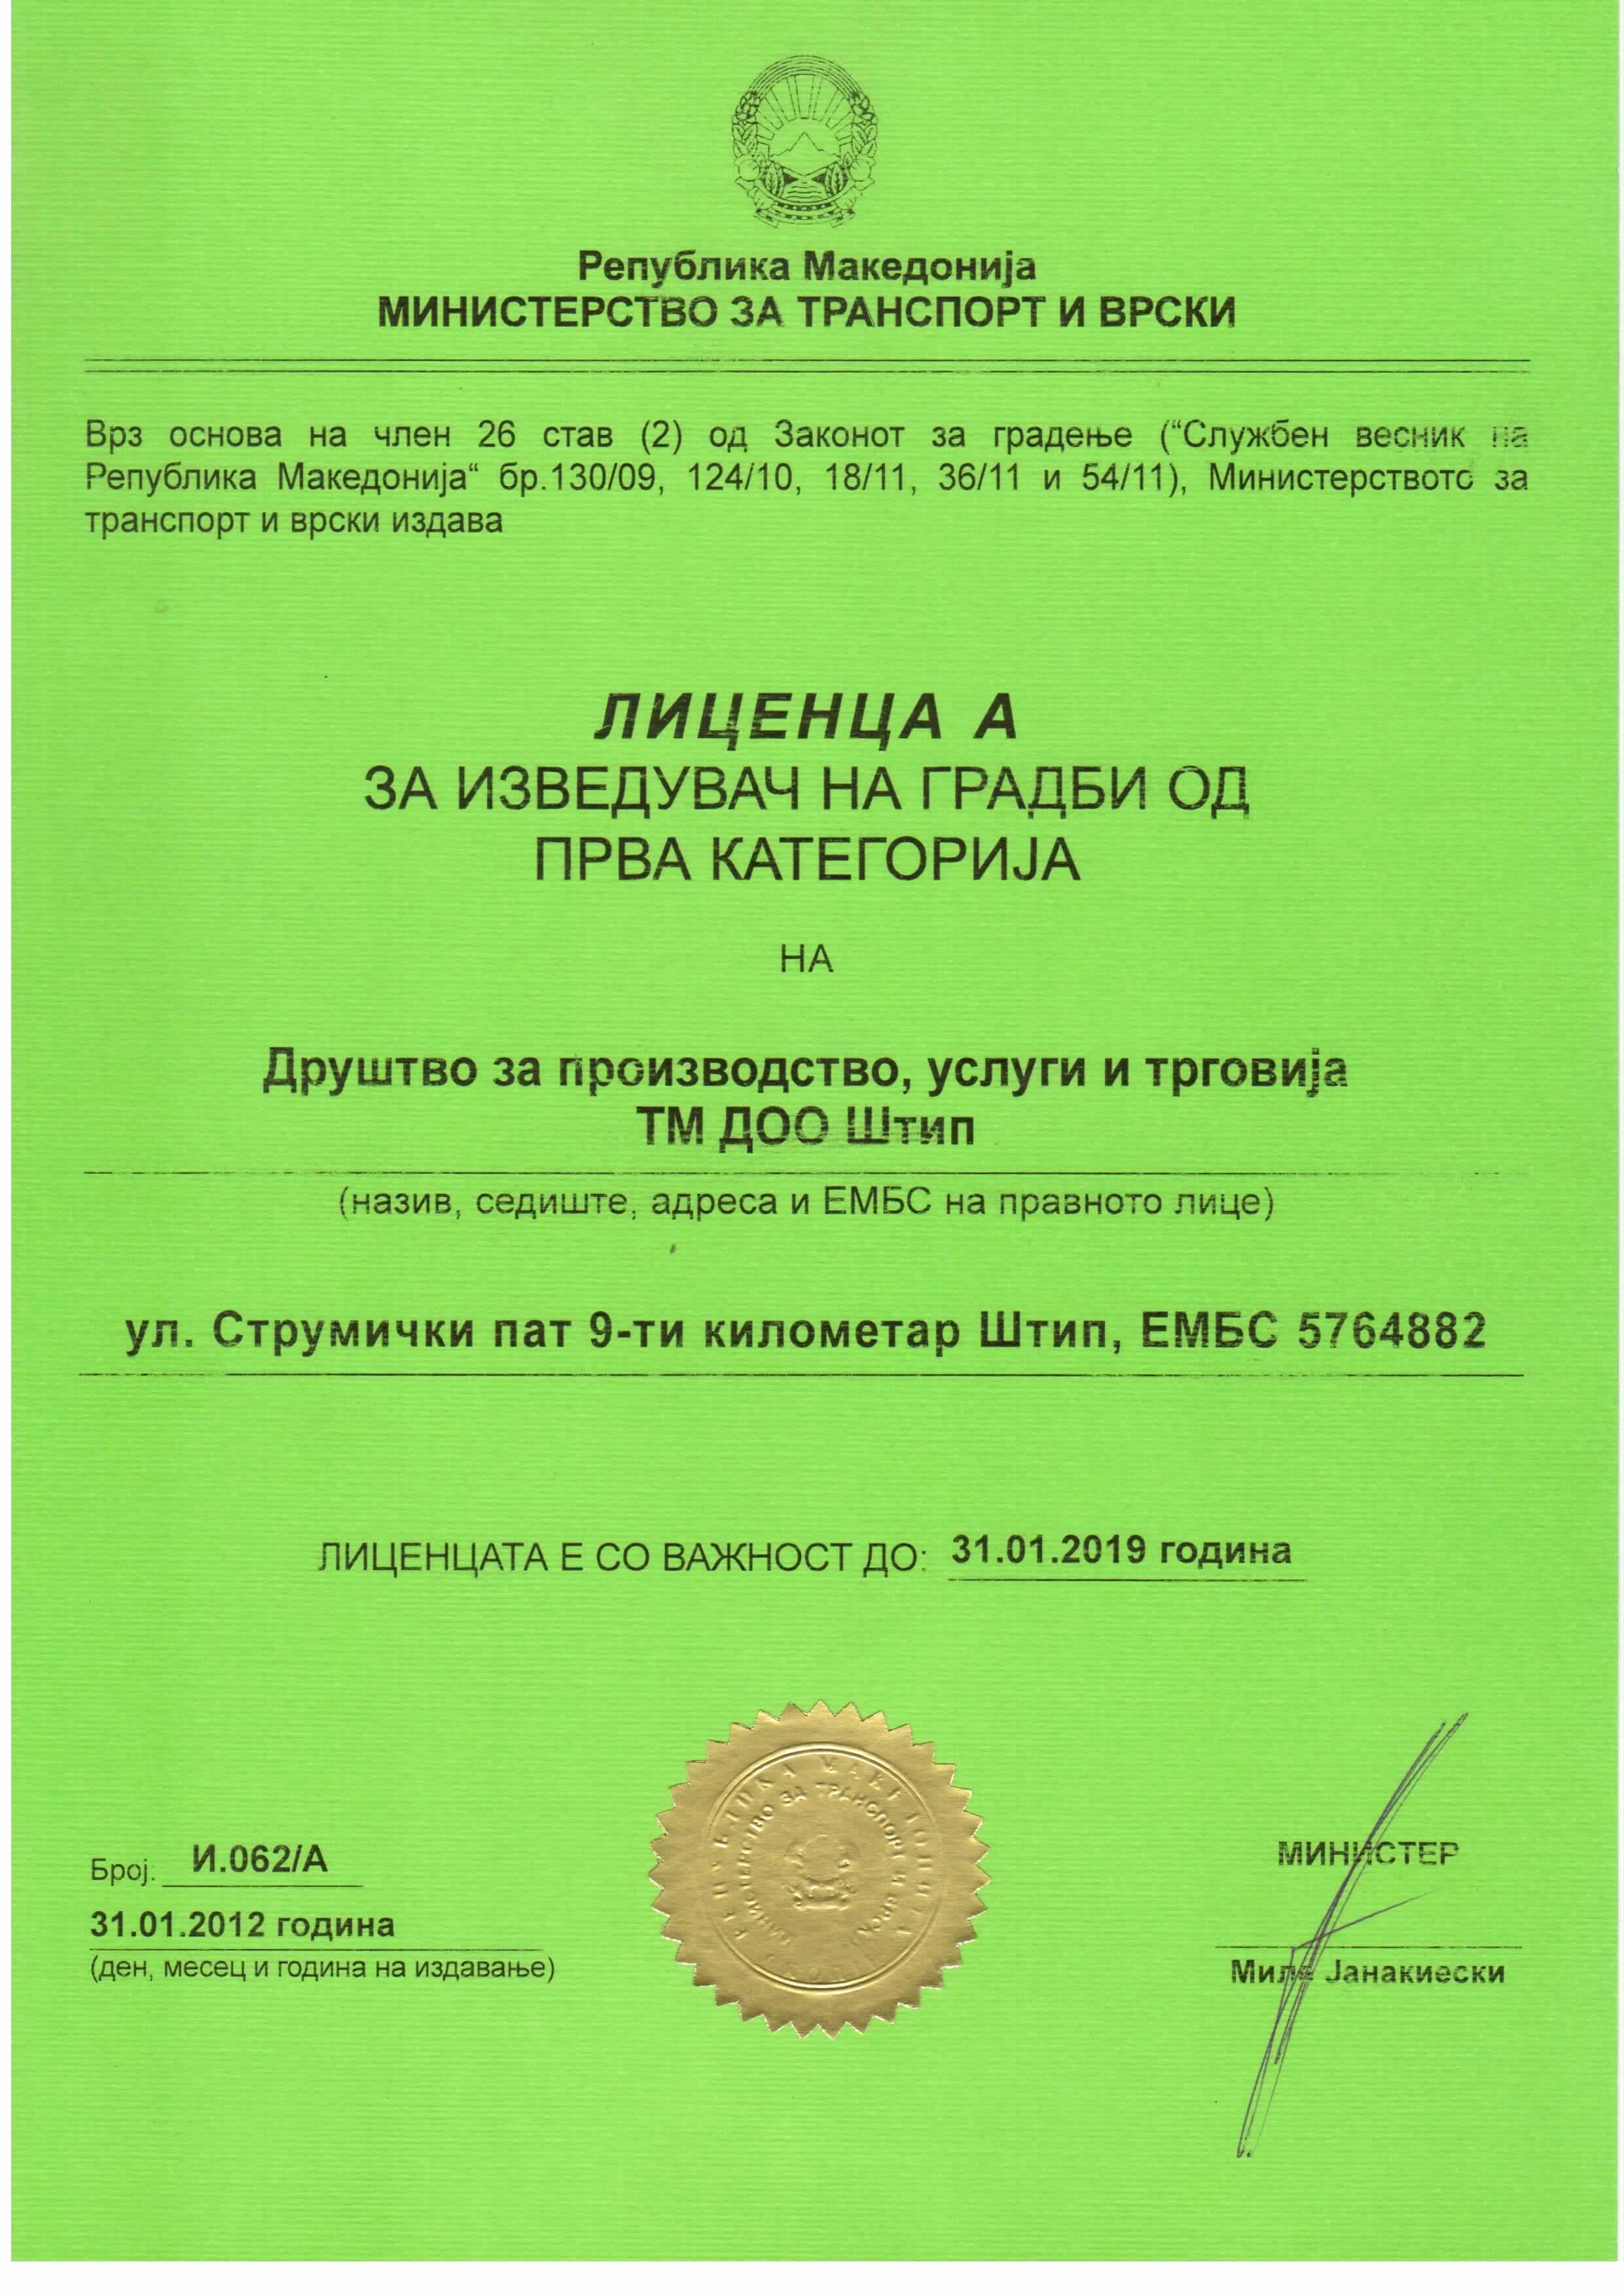 Република Македонија
МИНИСТЕРСТВО ЗА ТРАНСПОРТ И ВРСКИ
Врз основа на член 26 став (2) од Законот за градење (“Службен весник на
Република Македонија“ бр.130/09, 124/10, 18/11, 36/11 и 54/11), Министерството за
транспорт и врски издава
ЛИЦЕНЦА А
ЗА ИЗВЕДУВАЧ НА ГРАДБИ ОД
ПРВА КАТЕГОРИЈА
НА
Друштво за производство, услуги и трговија
ТМ ДОО Штип
(назив, седиште, адреса и ЕМБС на правното лице)
ул. Струмички пат 9-ти километар Штип, ЕМБС 5764882
ЛИЦЕНЦАТА Е СО ВАЖНОСТ ДО: 31.01.2019 година
Број. И.062/А
31.01.2012 година
(ден, месец и година на издавање)
МИНИСТЕР
Миле Јанакиески
ЗА ТРАНСПОРТ И